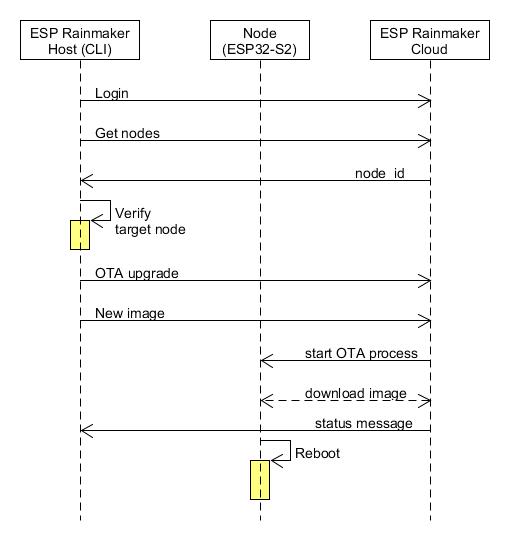 ESP Rainmaker
Host (CLI)
Node
(ESP32-S2)
ESP Rainmaker
Cloud
Login
Get nodes
node_id
Verify
target node
OTA upgrade
New image
start OTA process
download image
status message
Reboot